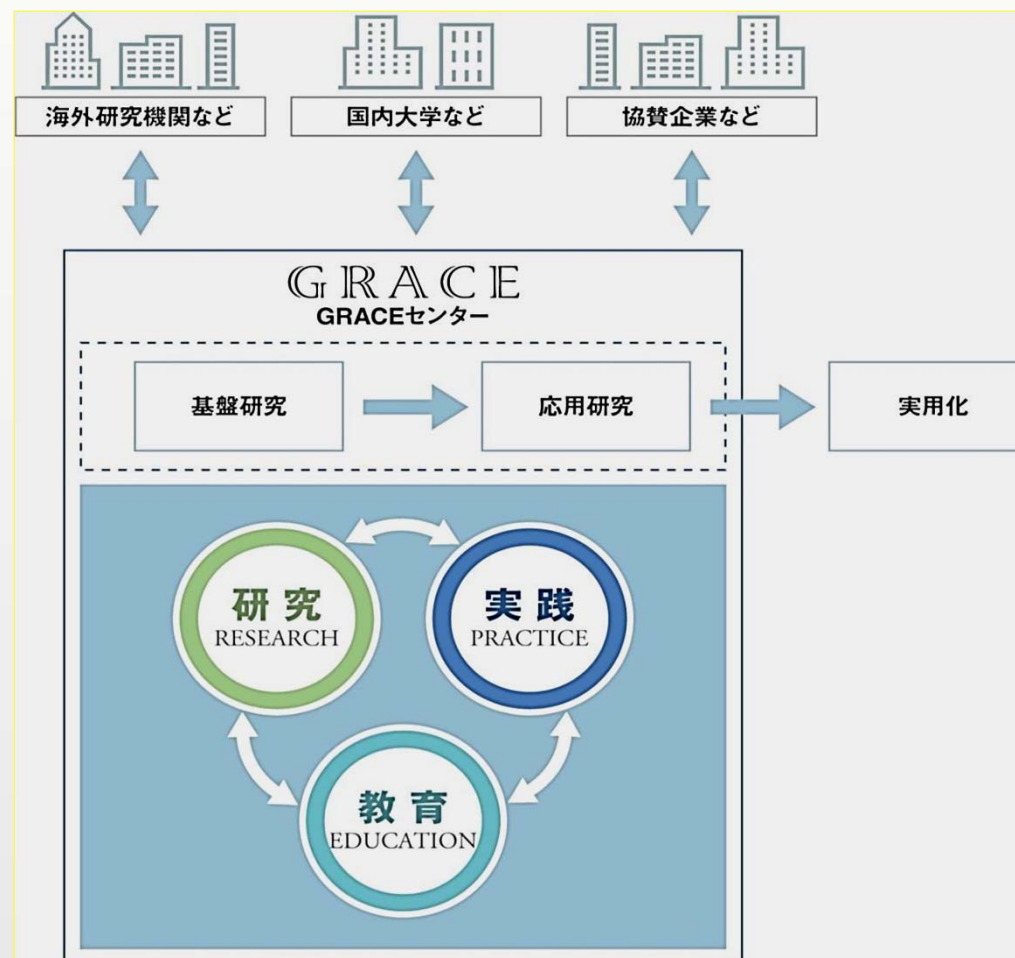 海外研究機関など
国内大学など
協賛企業など
GRACE
GRACEセンター
基盤研究
応用研究
実用化
研究
RESEARCH
実践
PRACTICE
教育
EDUCATION